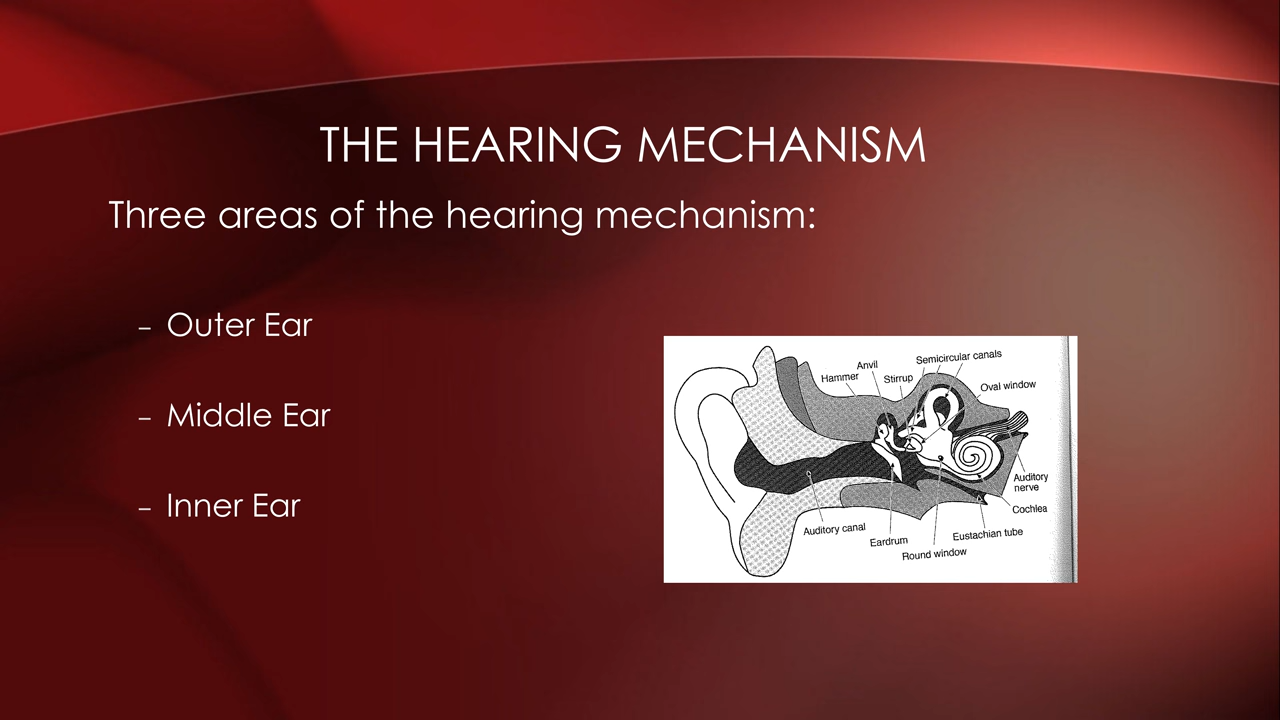 THE HEARING MECHANISM
Three areas of the hearing mechanism:
– Outer Ear
– Middle Ear
– Inner Ear
Semicircular canals
Anvil
Hammer
Stirrup
Oval window
Auditory
nerve
Cochlea
Auditory canal
Eardrum
Eustachian tube
Round window